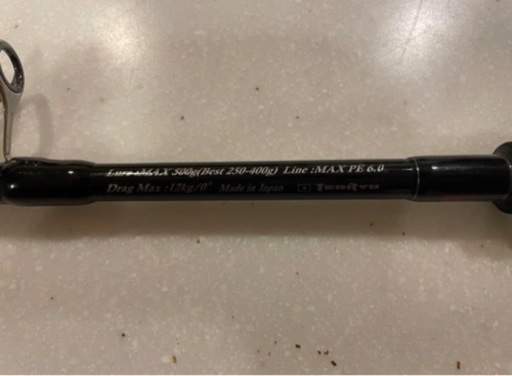 Lure :MAX 500g(Best 250-400g) Line :MAX PE 6.0
Drag Max :12kg/0° Made in Japan TENRYU